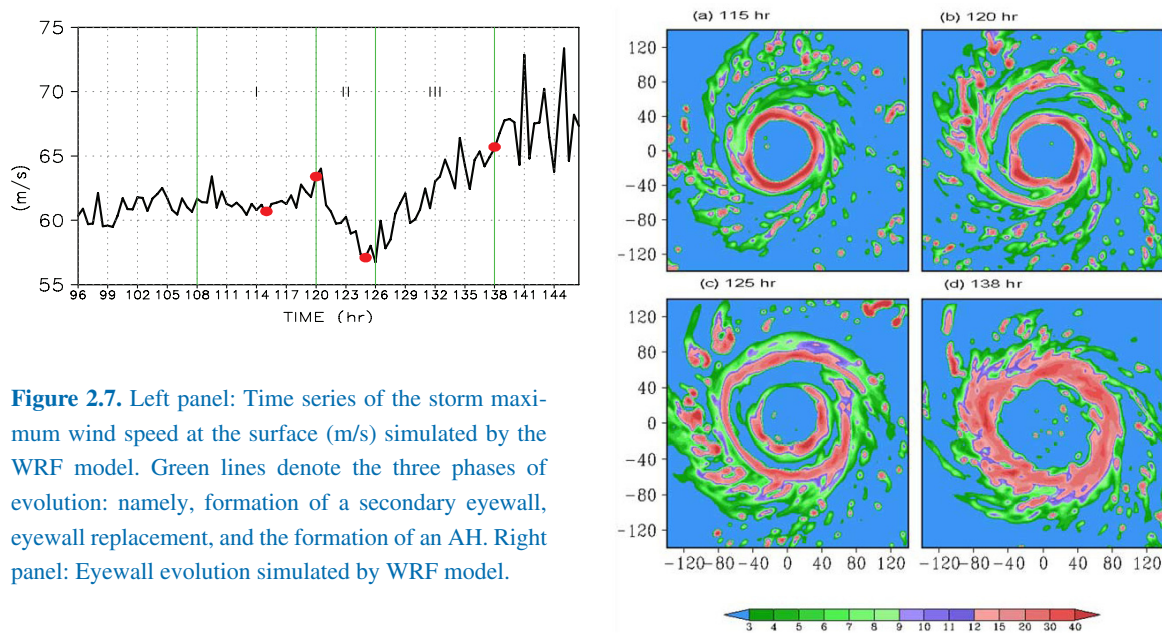 75
70
65
60
55
(m/s)
I II III
96 99 102 105 108 111 114 117 120 123 126 129 132 135 138 141 144
TIME (hr)
Figure 2.7. Left panel: Time series of the storm maxi-
mum wind speed at the surface (m/s) simulated by the
WRF model. Green lines denote the three phases of
evolution: namely, formation of a secondary eyewall,
eyewall replacement, and the formation of an AH. Right
panel: Eyewall evolution simulated by WRF model.
(a) 115 hr (b) 120 hr
120
80
40
0
-40
-80
-120
(c) 125 hr (d) 138 hr
120
80
40
0
-40
-80
-120
-120 -80 -40 0 40 80 120 -120 -80 -40 0 40 80 120
3 4 5 6 7 8 9 10 11 12 15 20 30 40